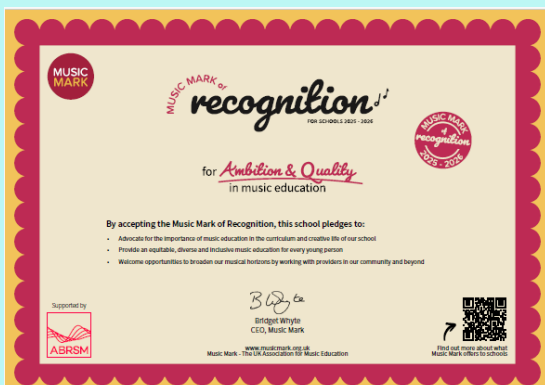 MUSIC
MARK
MUSIC MARK of
recognition
FOR SCHOOLS 2025 - 2026
MUSIC MARK
of
recognition
2025 - 2026
for Ambition & Quality
in music education
By accepting the Music Mark of Recognition, this school pledges to:
• Advocate for the importance of music education in the curriculum and creative life of our school
• Provide an equitable, diverse and inclusive music education for every young person
• Welcome opportunities to broaden our musical horizons by working with providers in our community and beyond
Supported by
ABRSM
B Whyte
Bridget Whyte
CEO, Music Mark
www.musicmark.org.uk
Music Mark - The UK Association for Music Education
Find out more about what
Music Mark offers to schools